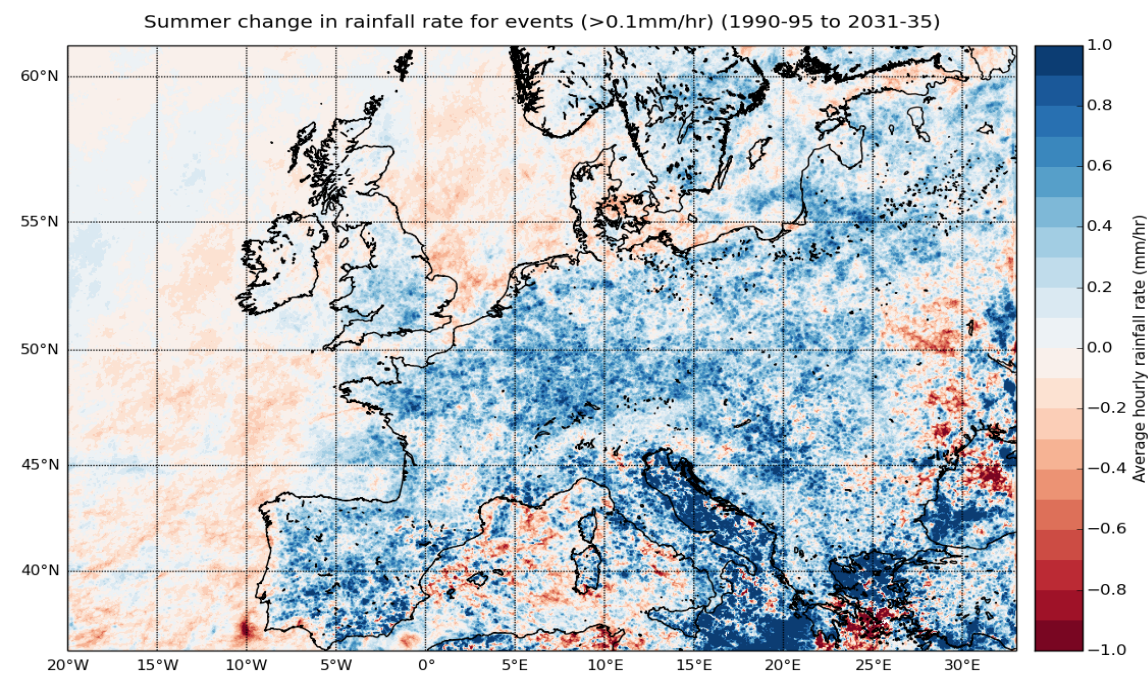 Summer change in rainfall rate for events (>0.1mm/hr) (1990-95 to 2031-35)
60°N
55°N
50°N
45°N
40°N
20°W 15°W 10°W 5°W 0° 5°E 10°E 15°E 20°E 25°E 30°E
1.0
0.8
0.6
0.4
0.2
0.0
−0.2
−0.4
−0.6
−0.8
−1.0
Average hourly rainfall rate (mm/hr)